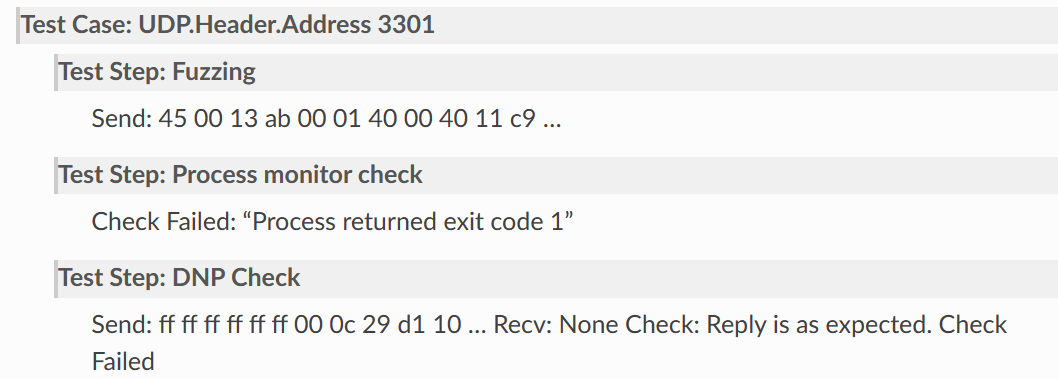 Test Case: UDP.Header.Address 3301
Test Step: Fuzzing
Send: 45 00 13 ab 00 01 40 00 40 11 c9 ...
Test Step: Process monitor check
Check Failed: “Process returned exit code 1”
Test Step: DNP Check
Send: ff ff ff ff ff ff 00 0c 29 d1 10 ... Recv: None Check: Reply is as expected. Check
Failed